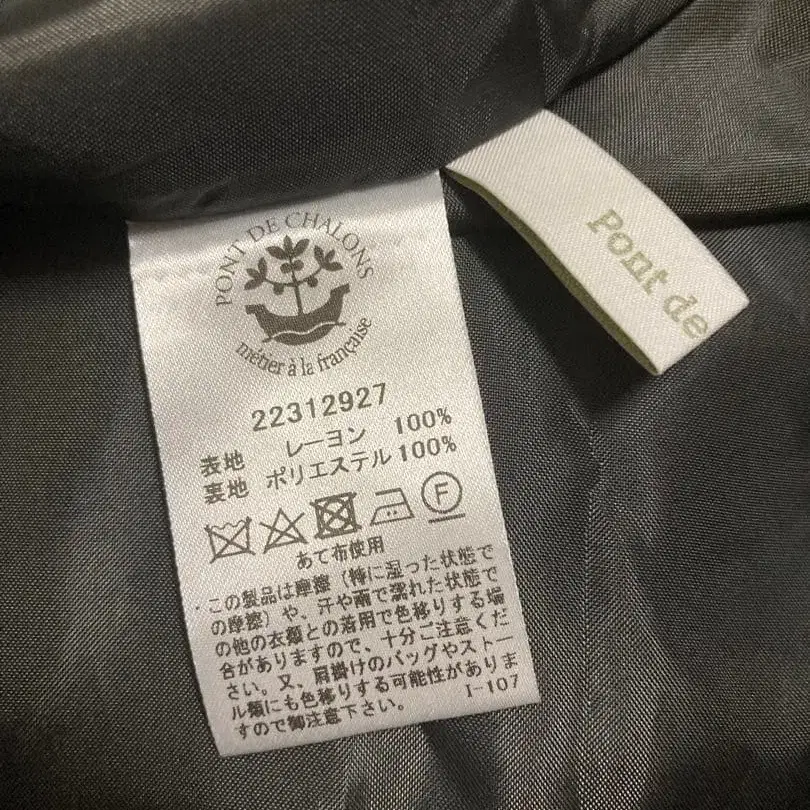 PONT DE CHALONS
métier à la française
22312927
表地 レーヨン 100%
裏地 ポリエステル 100%
F
あて布使用
・この製品は摩擦（特に湿った状態で
の摩擦）や、汗や雨で濡れた状態で
の他の衣類との着用で色移りする場
合がありますので、十分ご注意くだ
さい。又、肩掛けのバッグやストー
ル類にも色移りする可能性がありま
すので御注意下さい。
I-107
Pont de